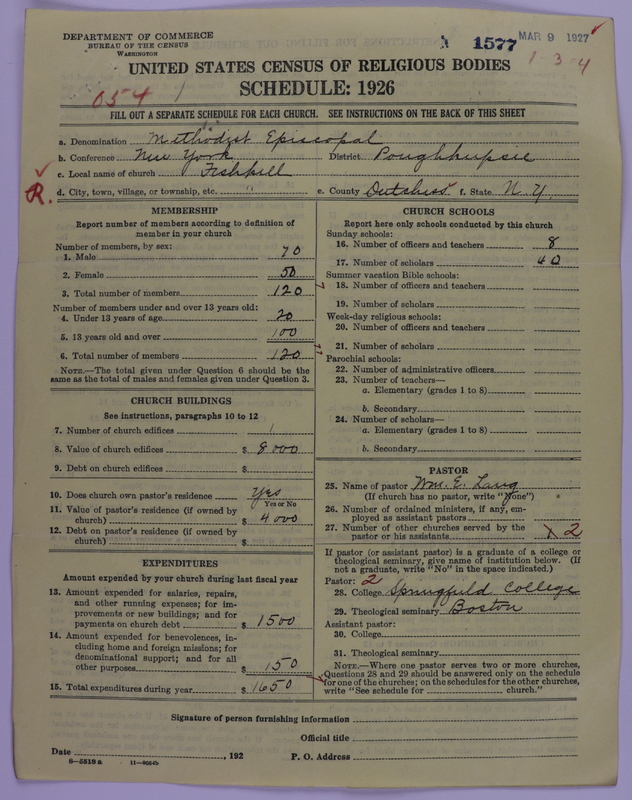 DEPARTMENT OF COMMERCE
BUREAU OF THE CENSUS
WASHINGTON
1577 MAR 9 1927
1-3-4
UNITED STATES CENSUS OF RELIGIOUS BODIES
SCHEDULE: 1926
054 1
FILL OUT A SEPARATE SCHEDULE FOR EACH CHURCH. SEE INSTRUCTIONS ON THE BACK OF THIS SHEET
a. Denomination Methodist Episcopal
b. Conference New York District Poughkeepsie
c. Local name of church Fishkill
R. d. City, town, village, or township, etc. " e. County Dutchess f. State N.Y
MEMBERSHIP
Report number of members according to definition of
member in your church
Number of members, by sex:
1. Male 70
2. Female 50
3. Total number of members 120
Number of members under and over 13 years old:
4. Under 13 years of age 20
5. 13 years old and over 100
6. Total number of members 120
NOTE.—The total given under Question 6 should be the
same as the total of males and females given under Question 3.
CHURCH BUILDINGS
See instructions, paragraphs 10 to 12
7. Number of church edifices 1
8. Value of church edifices $ 8000
9. Debt on church edifices $
10. Does church own pastor's residence Yes
Yes or No
11. Value of pastor's residence (if owned by
church) $ 4000
12. Debt on pastor's residence (if owned by
church) $
EXPENDITURES
Amount expended by your church during last fiscal year
13. Amount expended for salaries, repairs,
and other running expenses; for im-
provements or new buildings; and for
payments on church debt $ 1500
14. Amount expended for benevolences, in-
cluding home and foreign missions; for
denominational support; and for all
other purposes $ 150
15. Total expenditures during year $ 1650
CHURCH SCHOOLS
Report here only schools conducted by this church
Sunday schools:
16. Number of officers and teachers 8
17. Number of scholars 40
Summer vacation Bible schools:
18. Number of officers and teachers
19. Number of scholars
Week-day religious schools:
20. Number of officers and teachers
21. Number of scholars
Parochial schools:
22. Number of administrative officers
23. Number of teachers—
a. Elementary (grades 1 to 8)
b. Secondary
24. Number of scholars—
a. Elementary (grades 1 to 8)
b. Secondary
PASTOR
25. Name of pastor Wm. E. Lang
(If church has no pastor, write "None")
26. Number of ordained ministers, if any, em-
ployed as assistant pastors
27. Number of other churches served by the
pastor or his assistants 2
If pastor (or assistant pastor) is a graduate of a college or
theological seminary, give name of institution below. (If
not a graduate, write "No" in the space indicated.)
Pastor: 2
28. College Springfield College
29. Theological seminary Boston
Assistant pastor:
30. College
31. Theological seminary
NOTE.—Where one pastor serves two or more churches,
Questions 28 and 29 should be answered only on the schedule
for one of the churches; on the schedules for the other churches,
write "See schedule for church."
Signature of person furnishing information
Official title
Date , 192 P. O. Address
8—5518 a 11—9034b